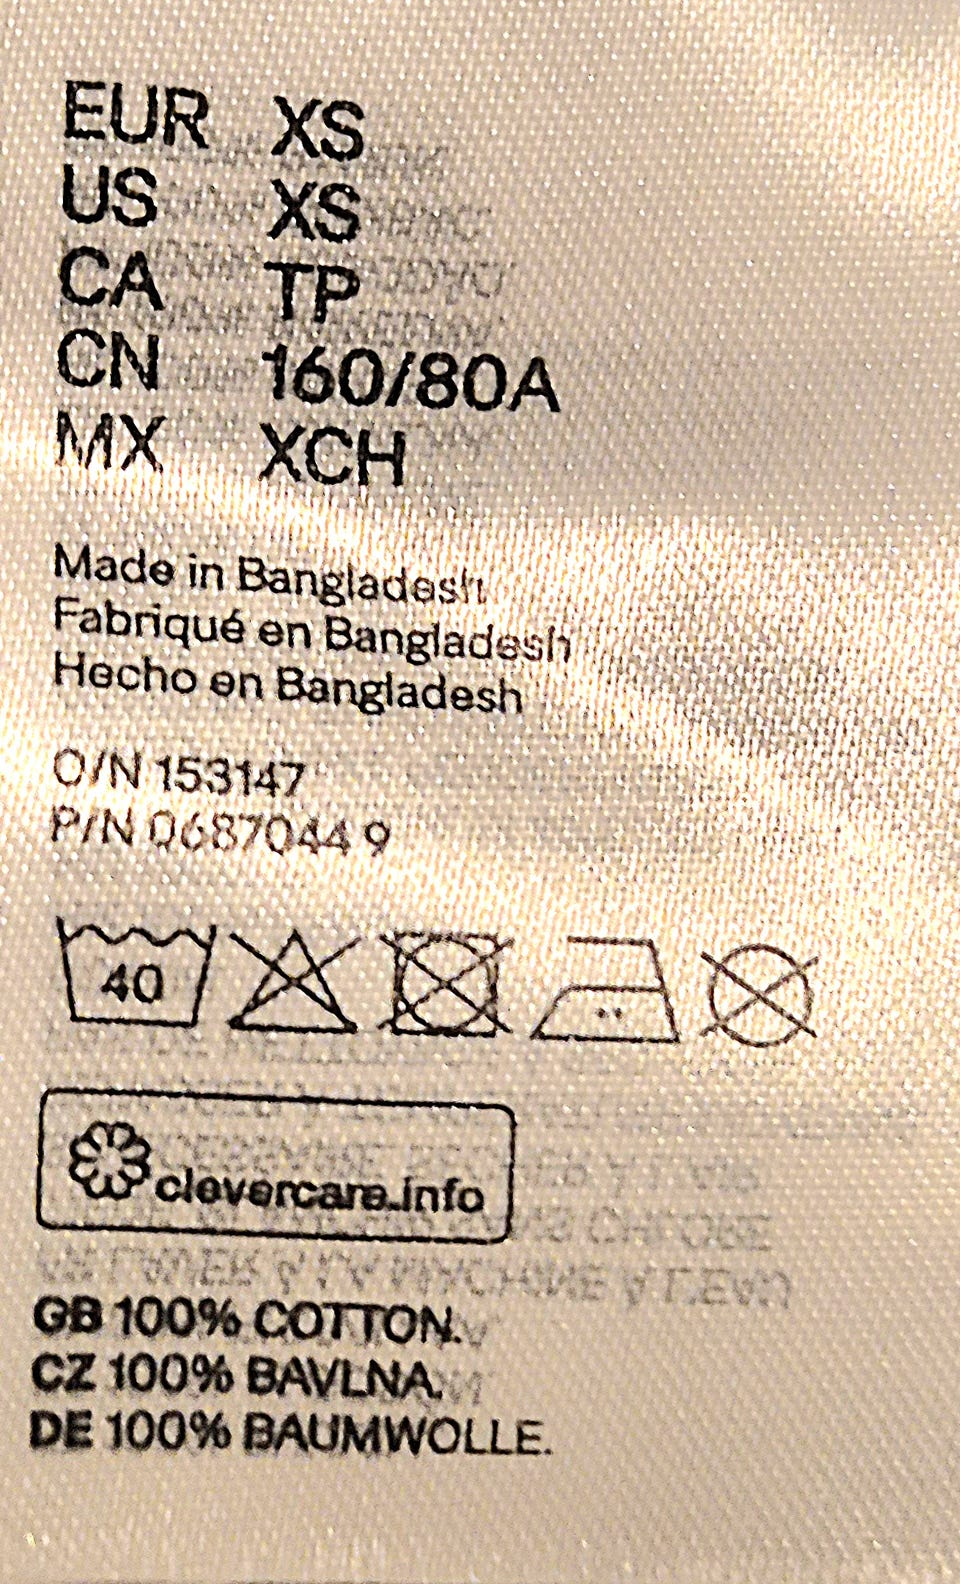 EUR XS
US XS
CA TP
CN 160/80A
MX XCH
Made in Bangladesh
Fabriqué en Bangladesh
Hecho en Bangladesh
O/N 153147
P/N 0687044 9
40
clevercare.info
GB 100% COTTON.
CZ 100% BAVLNA.
DE 100% BAUMWOLLE.